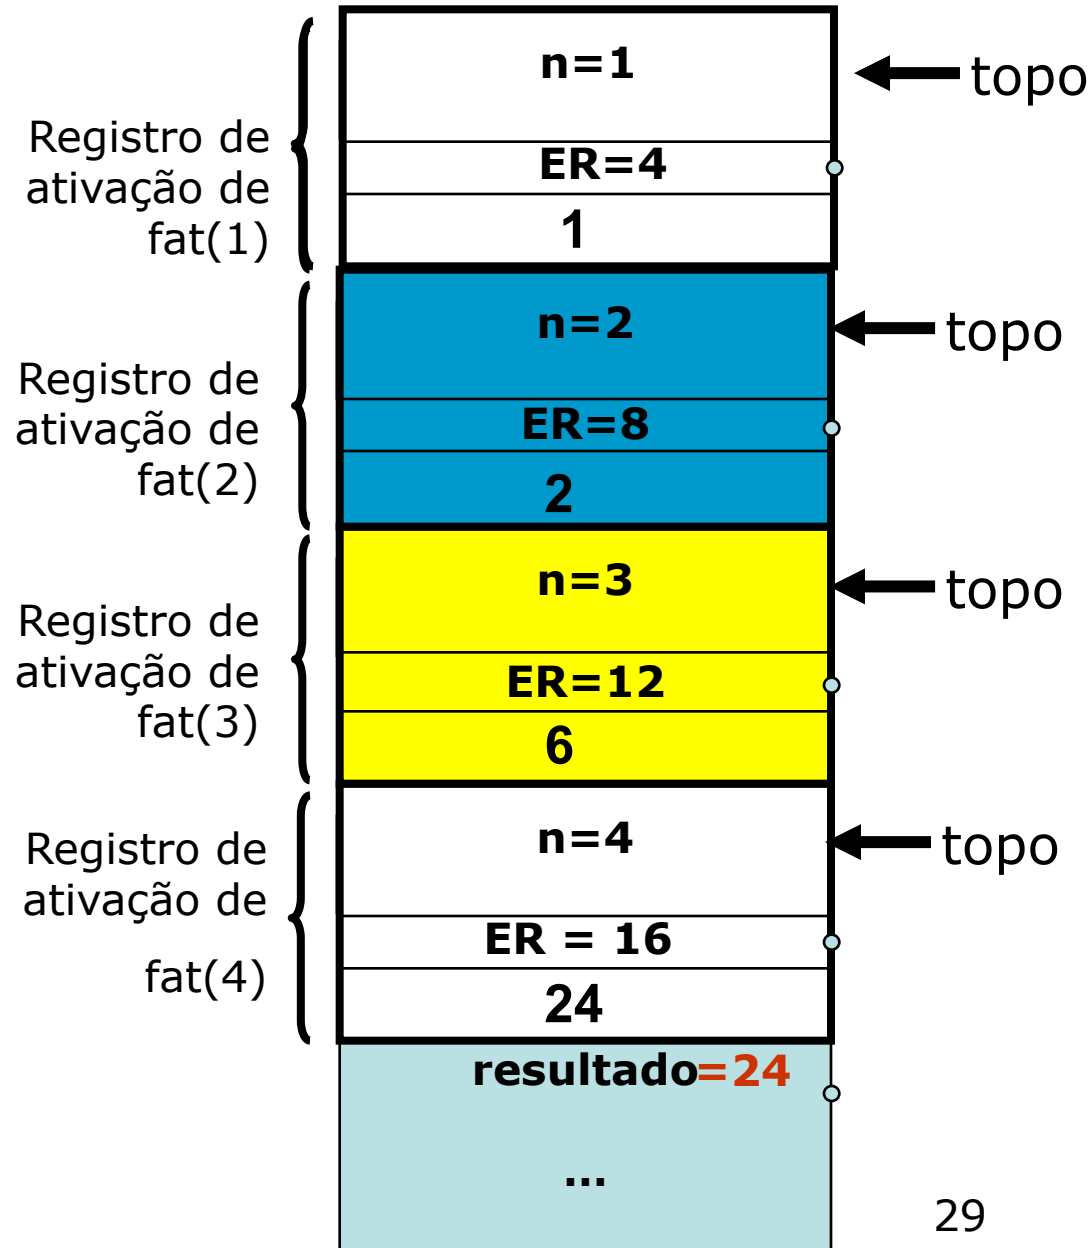 n=1
topo
Registro de
ativação de
fat(1)
ER=4
1
n=2
topo
Registro de
ativação de
fat(2)
ER=8
2
n=3
topo
Registro de
ativação de
fat(3)
ER=12
6
n=4
topo
Registro de
ativação de
fat(4)
ER = 16
24
resultado=24
...
29